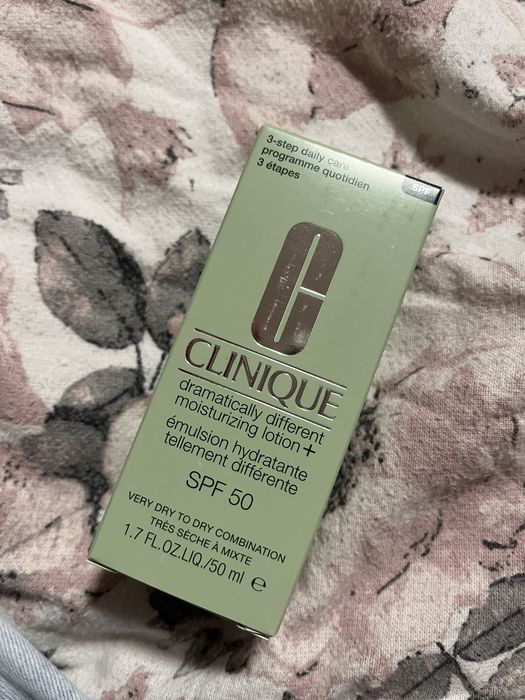 3-step daily care
programme quotidien
3 étapes
SPF
CLINIQUE
dramatically different
moisturizing lotion+
émulsion hydratante
tellement différente
SPF 50
VERY DRY TO DRY COMBINATION
TRÈS SÈCHE À MIXTE
1.7 FL.OZ.LIQ./50 ml e